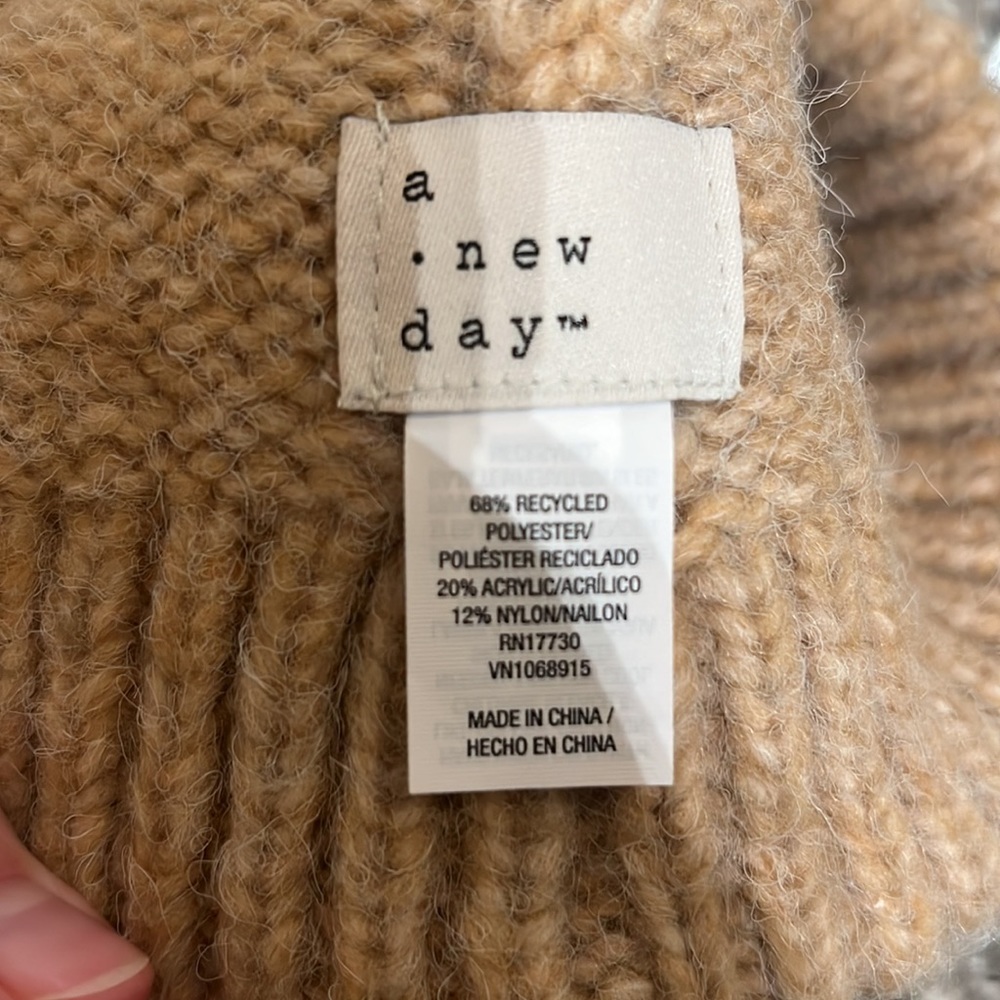 a
· new
day™
68% RECYCLED
POLYESTER/
POLIÉSTER RECICLADO
20% ACRYLIC/ACRÍLICO
12% NYLON/NAILON
RN17730
VN1068915
MADE IN CHINA /
HECHO EN CHINA